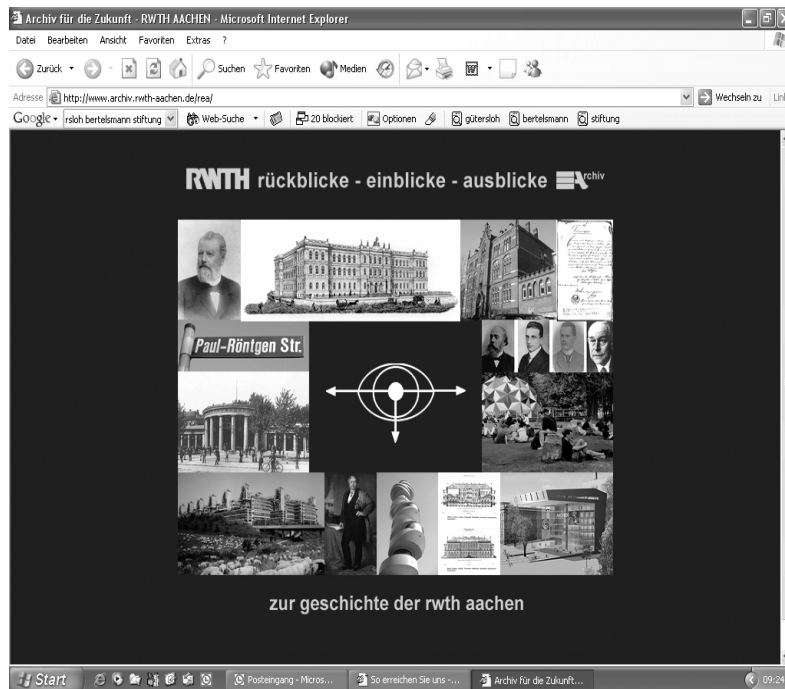 Archiv für die Zukunft - RWTH AACHEN - Microsoft Internet Explorer
Datei Bearbeiten Ansicht Favoriten Extras ?
Zurück Suchen Favoriten Medien
Adresse http://www.archiv.rwth-aachen.de/rea/ Wechseln zu
Google rsloh bertelsmann stiftung Web-Suche 20 blockiert Optionen gütersloh bertelsmann stiftung
RWTH rückblicke - einblicke - ausblicke Archiv
Paul-Röntgen Str.
zur geschichte der rwth aachen
Start Posteingang - Micros... So erreichen Sie uns -... Archiv für die Zukunft... 09:24